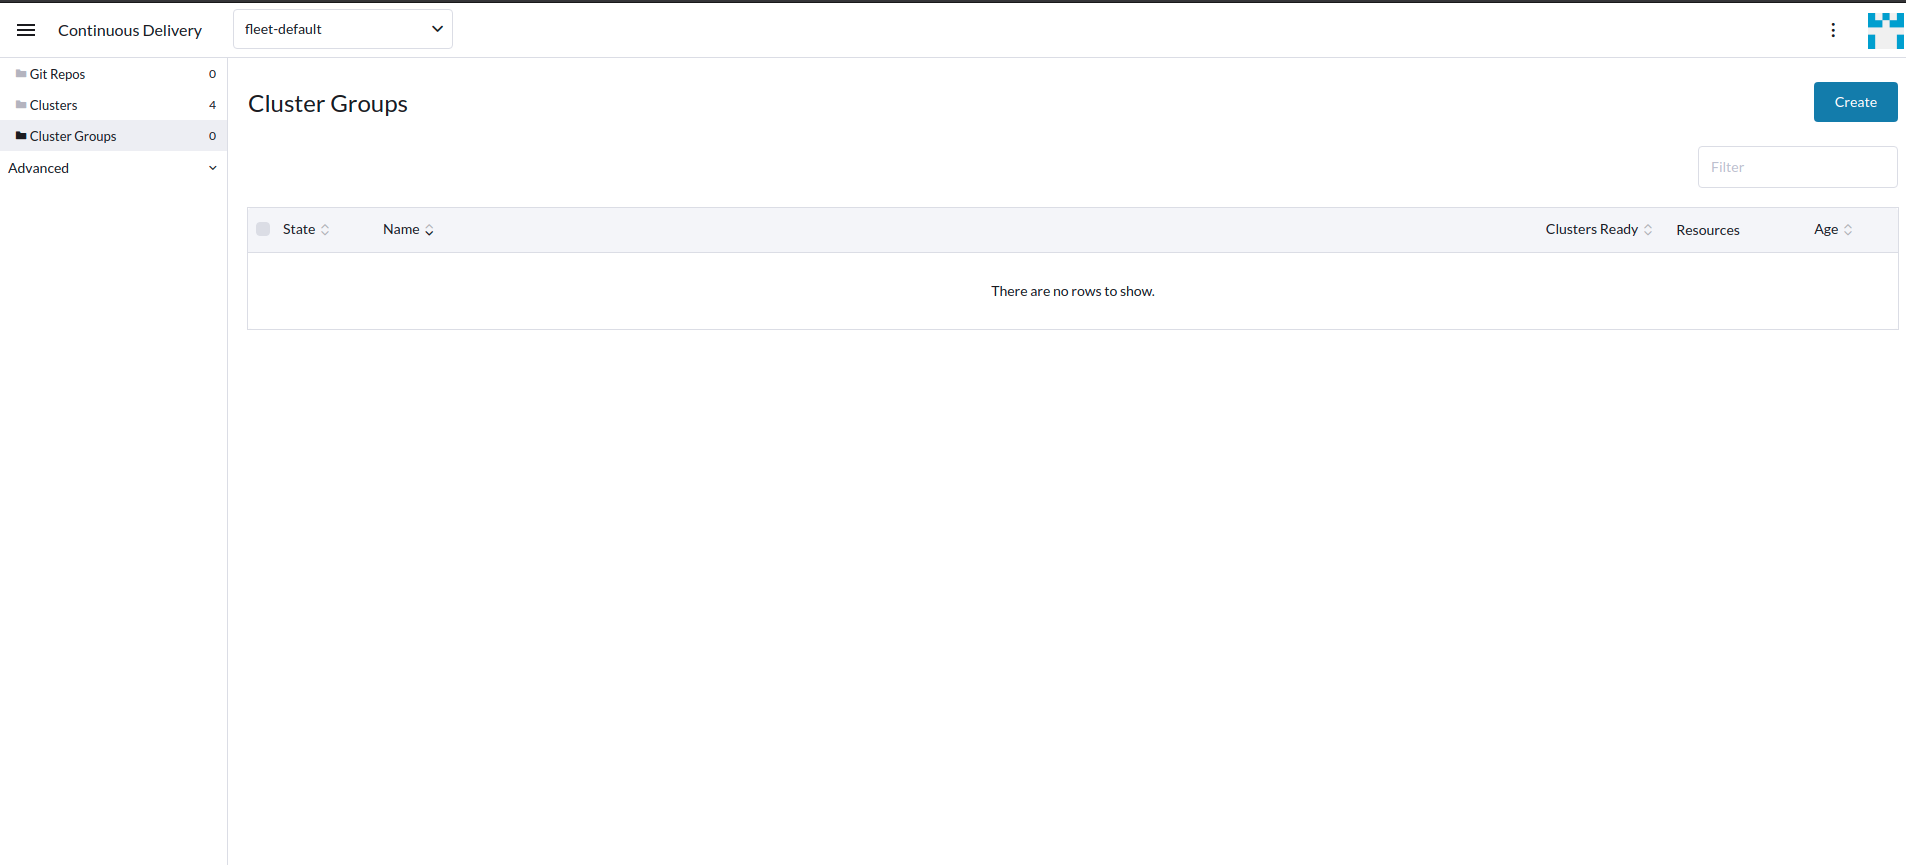 Continuous Delivery
fleet-default
Git Repos 0
Clusters 4
Cluster Groups 0
Advanced
Cluster Groups
Create
Filter
State Name Clusters Ready Resources Age
There are no rows to show.